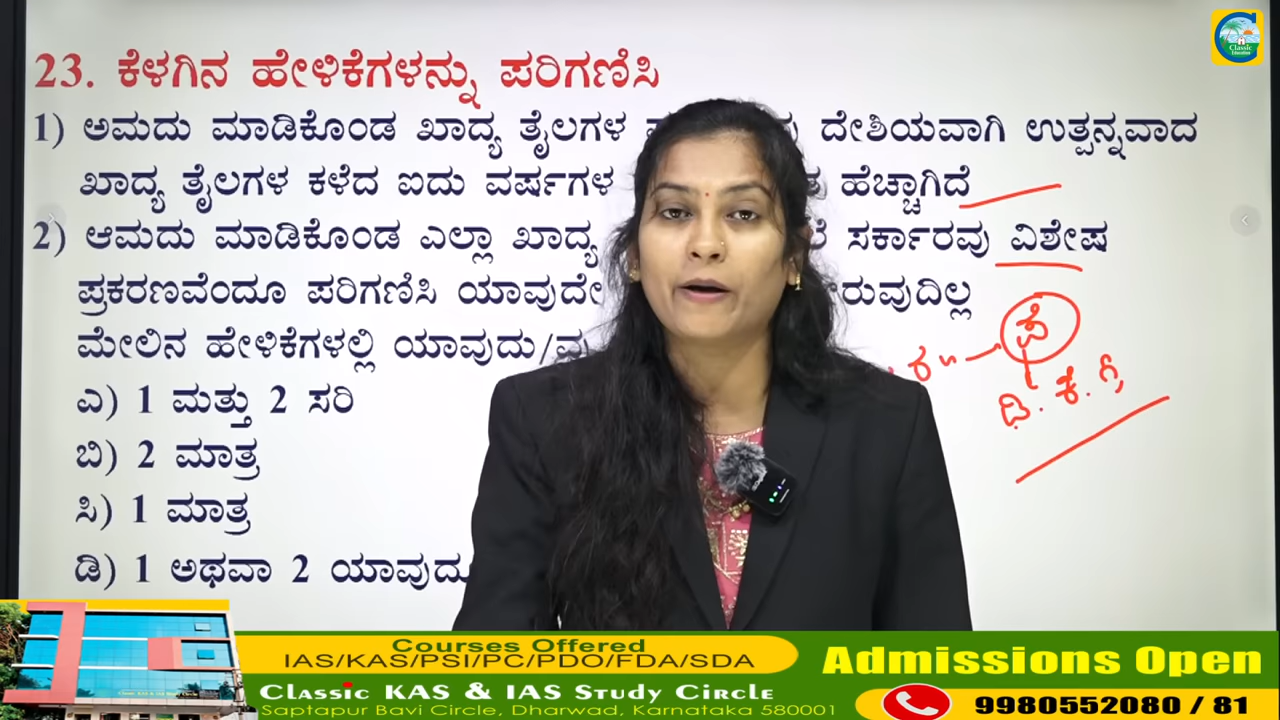 23. ಕೆಳಗಿನ ಹೇಳಿಕೆಗಳನ್ನು ಪರಿಗಣಿಸಿ
1) ಅಮದು ಮಾಡಿಕೊಂಡ ಖಾದ್ಯ ತೈಲಗಳ ದೇಶಿಯವಾಗಿ ಉತ್ಪನ್ನವಾದ
ಖಾದ್ಯ ತೈಲಗಳ ಕಳೆದ ಐದು ವರ್ಷಗಳ ಹೆಚ್ಚಾಗಿದೆ
2) ಆಮದು ಮಾಡಿಕೊಂಡ ಎಲ್ಲಾ ಖಾದ್ಯ ಸರ್ಕಾರವು ವಿಶೇಷ
ಪ್ರಕರಣವೆಂದೂ ಪರಿಗಣಿಸಿ ಯಾವುದೇ
ಮೇಲಿನ ಹೇಳಿಕೆಗಳಲ್ಲಿ
ಎ) 1 ಮತ್ತು 2 ಸರಿ
ಬಿ) 2 ಮಾತ್ರ
ಸಿ) 1 ಮಾತ್ರ
ಡಿ) 1 ಅಥವಾ 2
Classic
Education
Courses Offered
IAS/KAS/PSI/PC/PDO/FDA/SDA
Classic KAS & IAS Study Circle
Saptapur Bavi Circle, Dharwad, Karnataka 580001
Admissions Open
9980552080 / 81